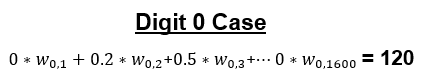 Digit 0 Case
0 * w₀,₁ + 0.2 * w₀,₂+0.5 * w₀,₃+⋯ 0 * w₀,₁₆₀₀ = 120